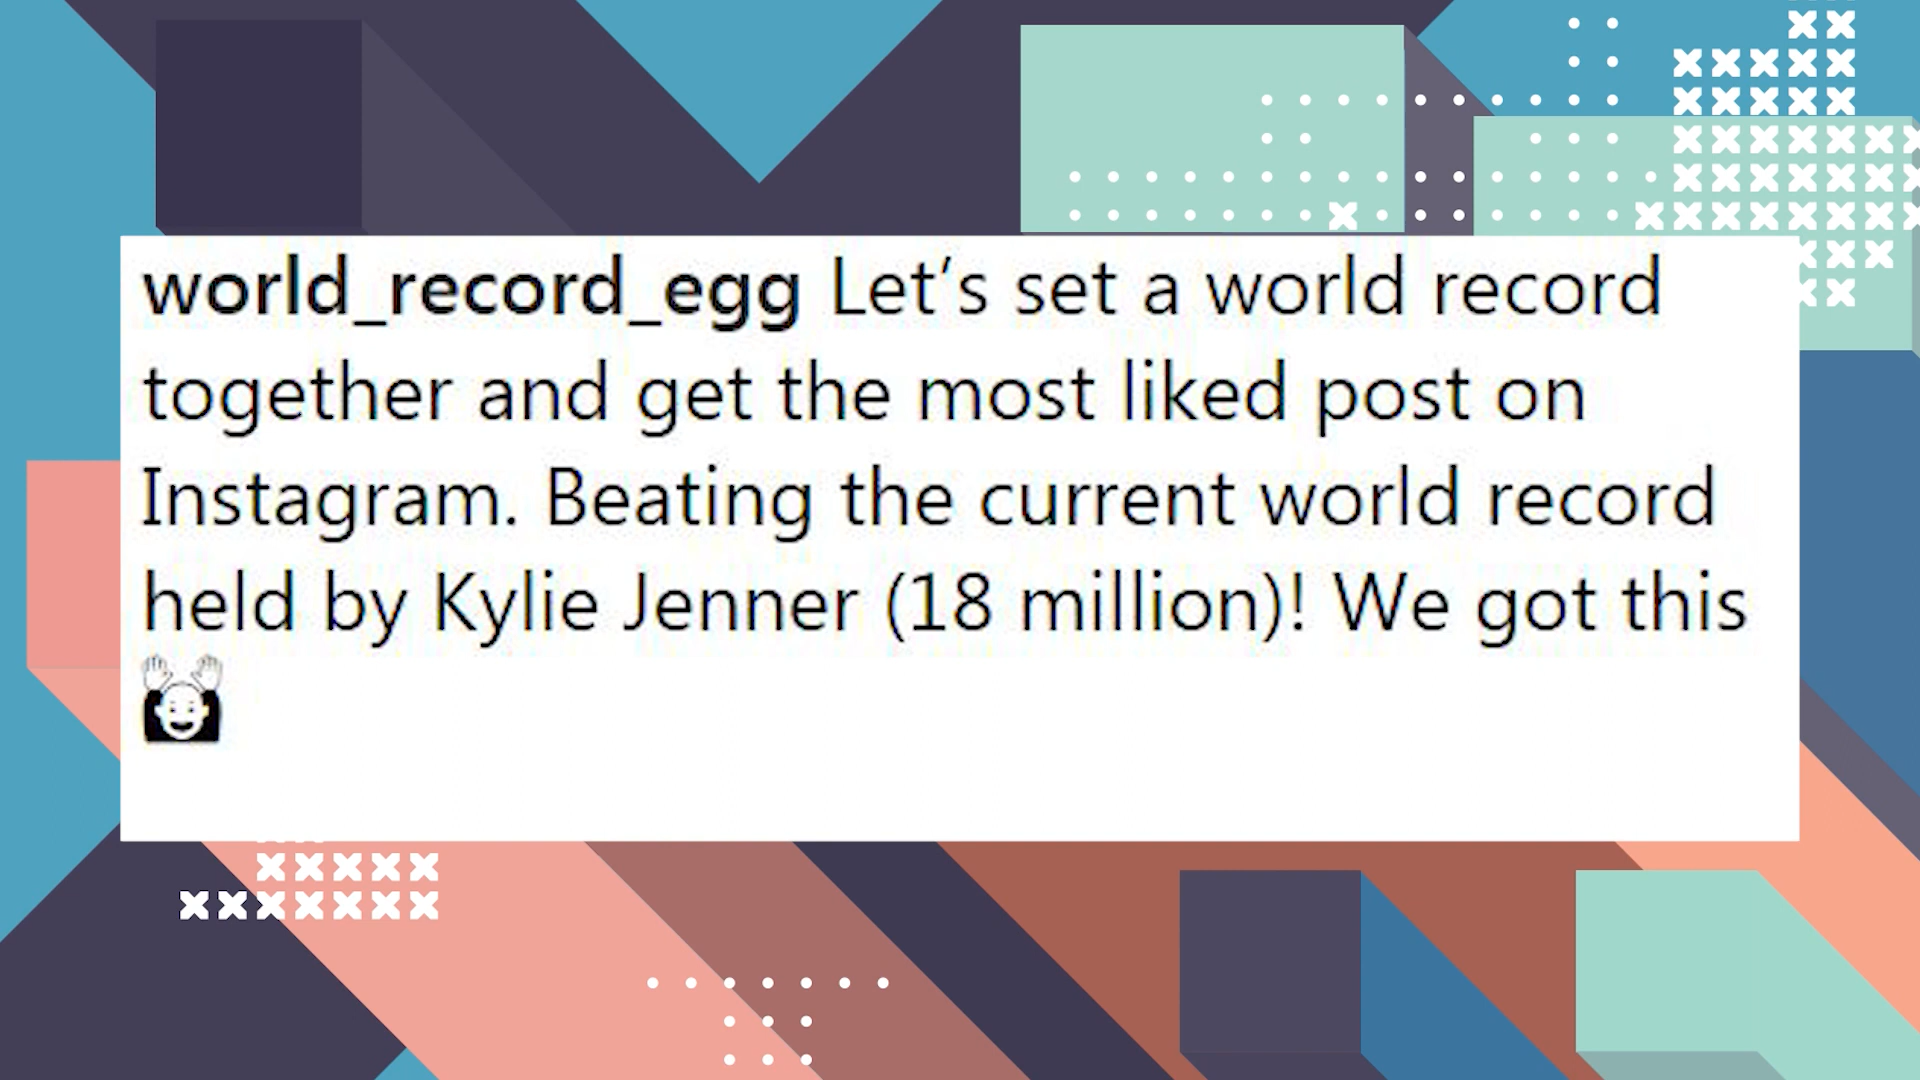 world_record_egg Let’s set a world record
together and get the most liked post on
Instagram. Beating the current world record
held by Kylie Jenner (18 million)! We got this
🙌